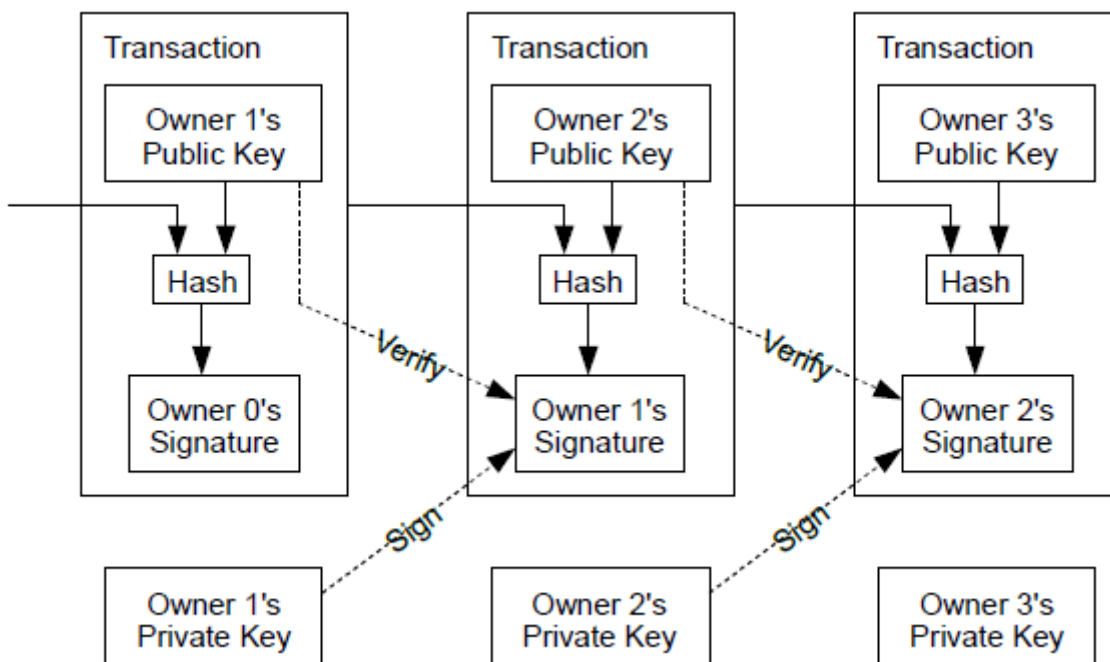 Transaction
Transaction
Transaction
Owner 1's
Public Key
Owner 2's
Public Key
Owner 3's
Public Key
Hash
Hash
Hash
Verify
Verify
Owner 0's
Signature
Owner 1's
Signature
Owner 2's
Signature
Sign
Sign
Owner 1's
Private Key
Owner 2's
Private Key
Owner 3's
Private Key